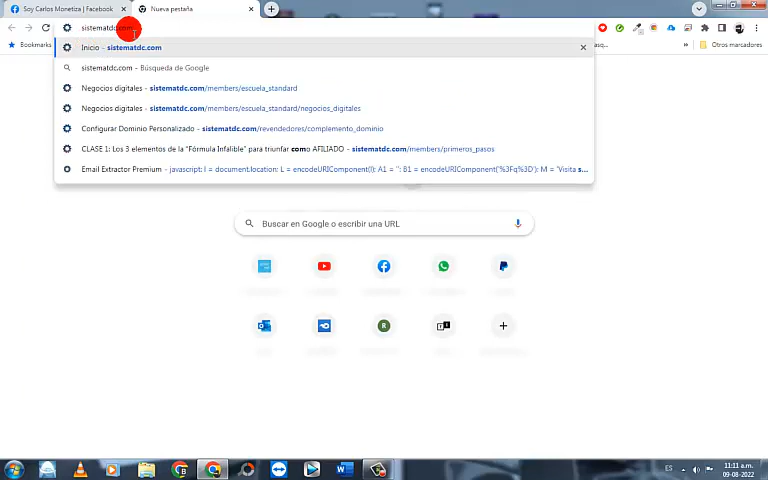 Soy Carlos Monetiza | Facebook
Nueva pestaña
sistematdc.com
Bookmarks
Otros marcadores
Inicio - sistematdc.com
sistematdc.com - Búsqueda de Google
Negocios digitales - sistematdc.com/members/escuela_standard
Negocios digitales - sistematdc.com/members/escuela_standard/negocios_digitales
Configurar Dominio Personalizado - sistematdc.com/revendedores/complemento_dominio
CLASE 1: Los 3 elementos de la "Fórmula Infalible" para triunfar como AFILIADO - sistematdc.com/members/primeros_pasos
Email Extractor Premium - javascript: I = document.location: L = encodeURIComponent(I); A1 = '': B1 = encodeURIComponent('%3Fq%3D'): M = "Visita s...
Buscar en Google o escribir una URL
ES
11:11 a.m.
09-08-2022